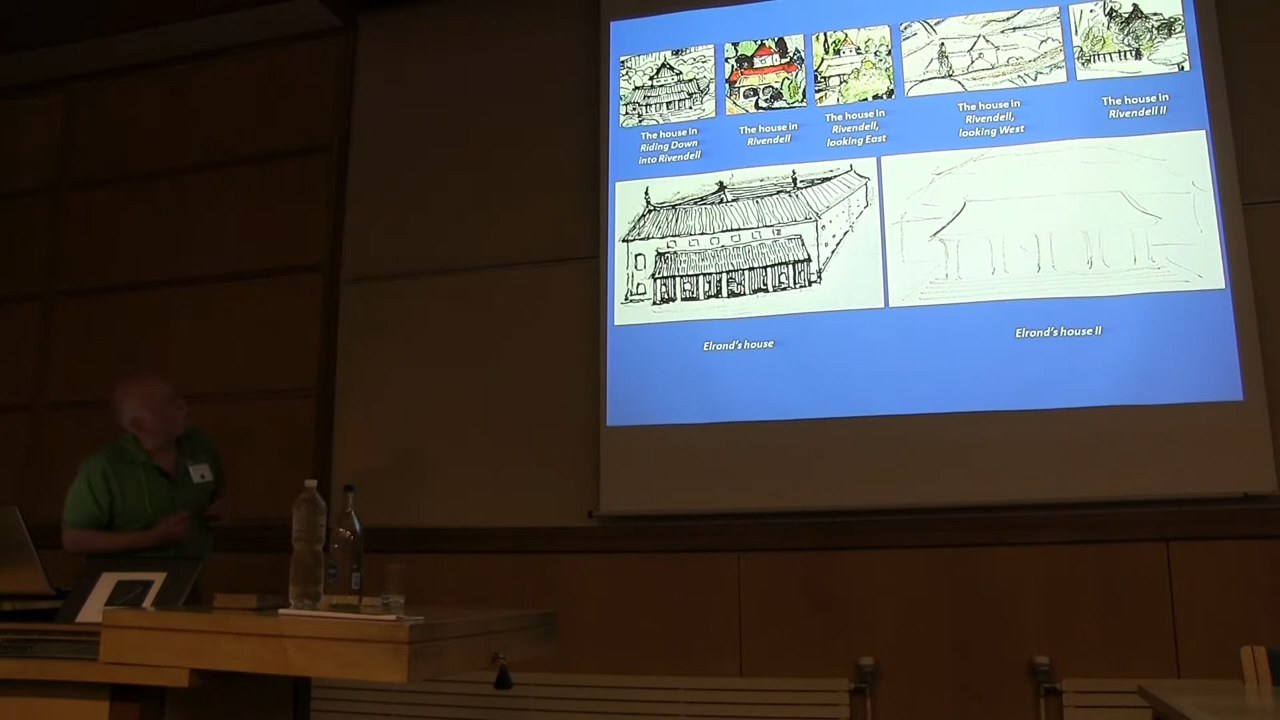 The house in
Riding Down
into Rivendell
The house in
Rivendell
The house in
Rivendell,
looking East
The house in
Rivendell,
looking West
The house in
Rivendell II
Elrond's house
Elrond's house II